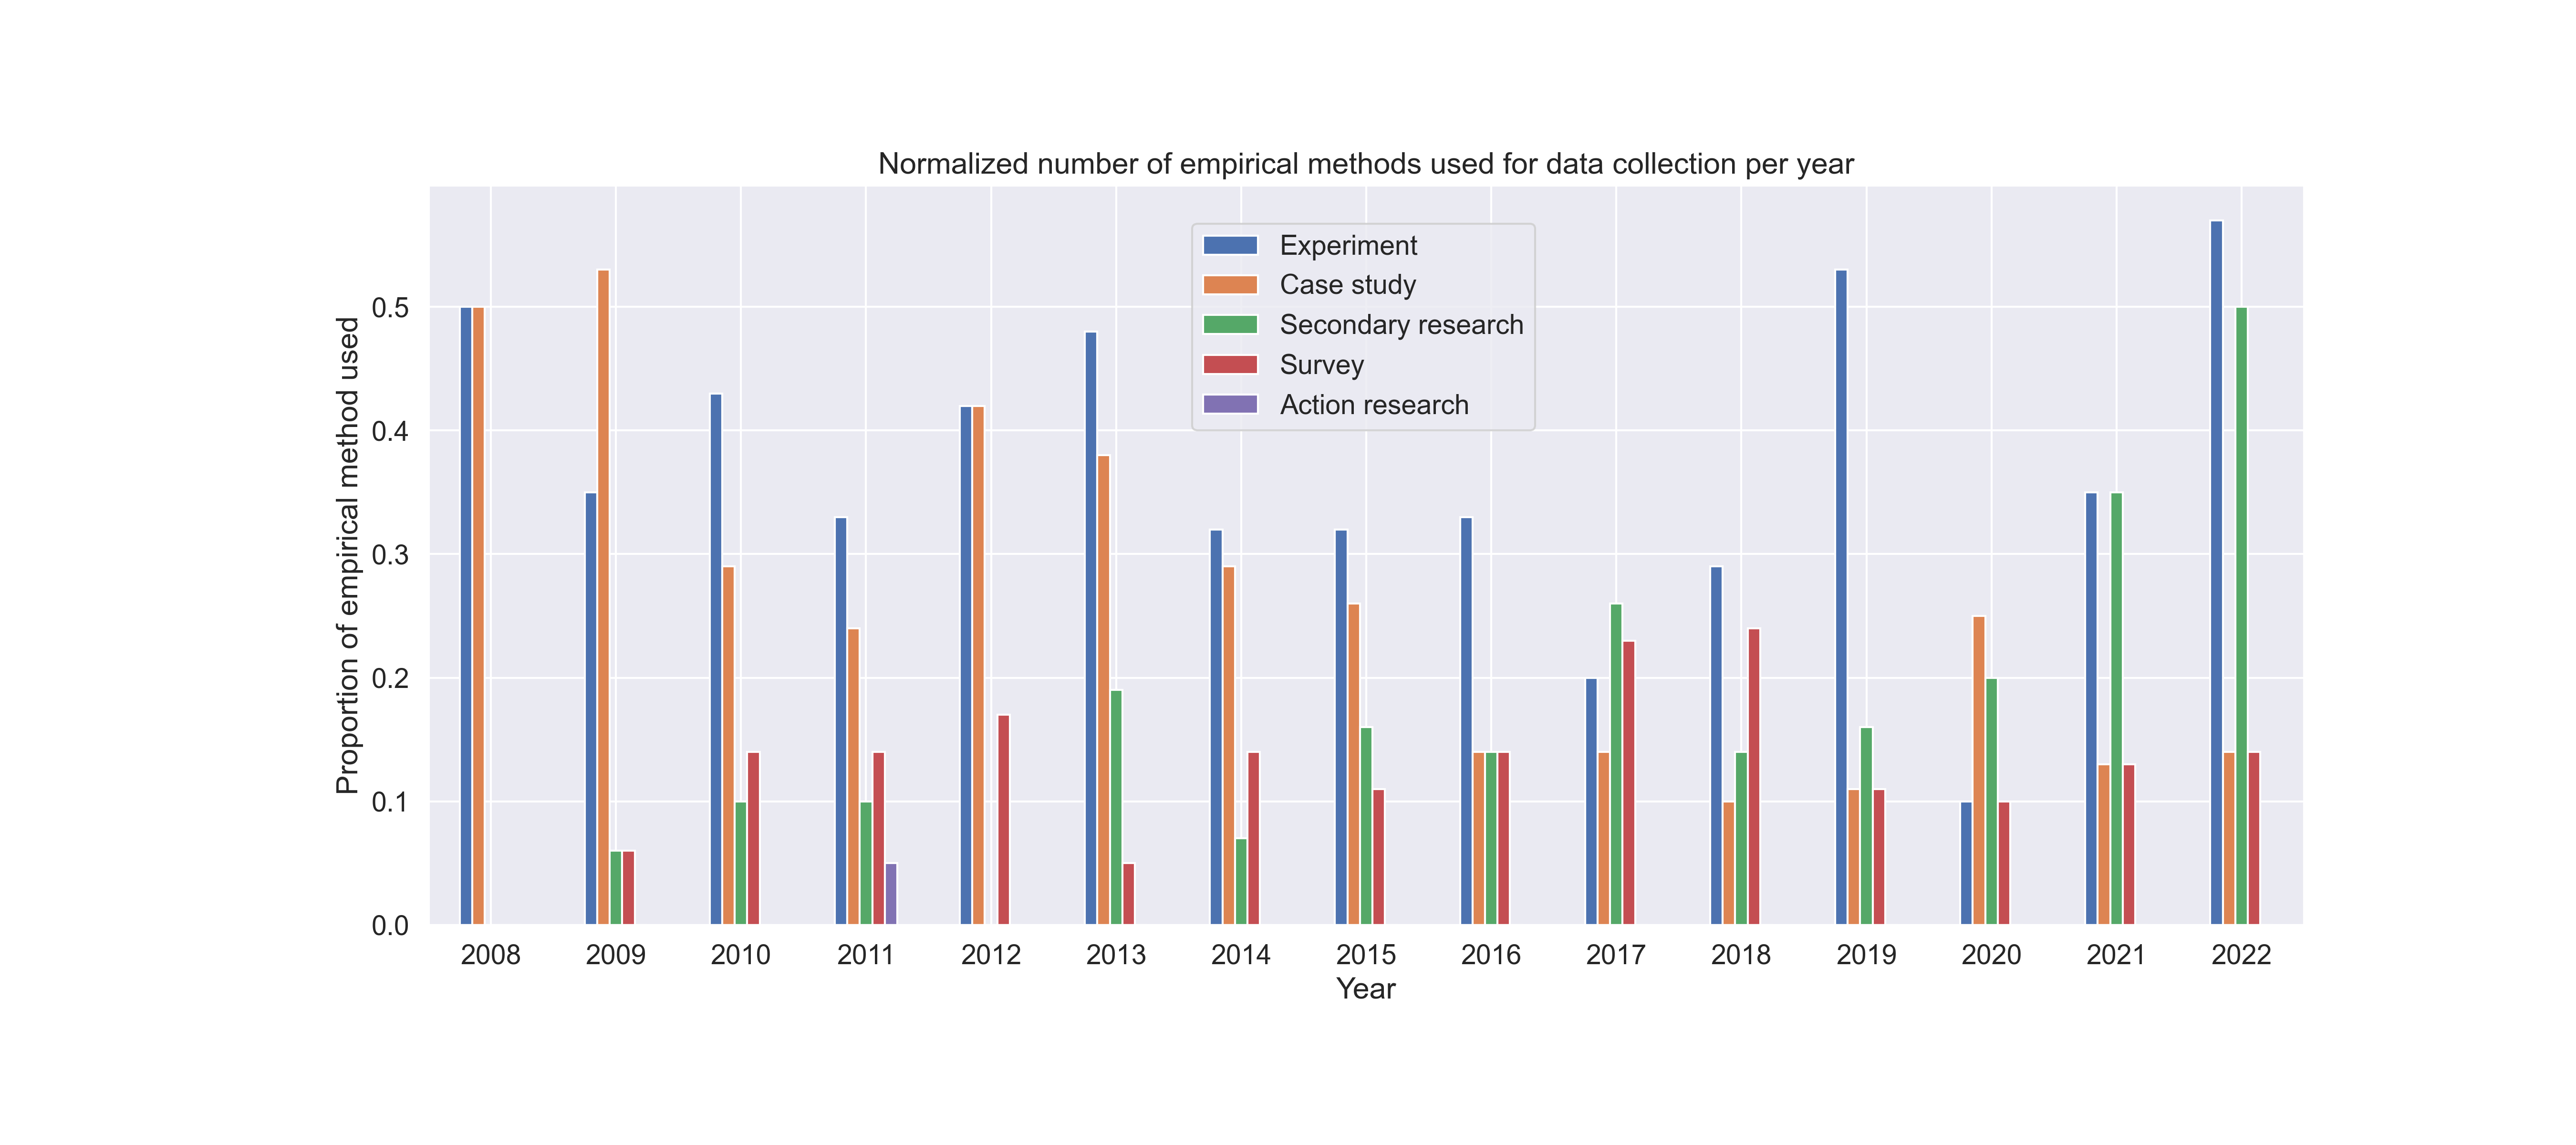 Normalized number of empirical methods used for data collection per year
Experiment
Case study
Secondary research
Survey
Action research
Proportion of empirical method used
0.5
0.4
0.3
0.2
0.1
0.0
2008 2009 2010 2011 2012 2013 2014 2015 2016 2017 2018 2019 2020 2021 2022
Year